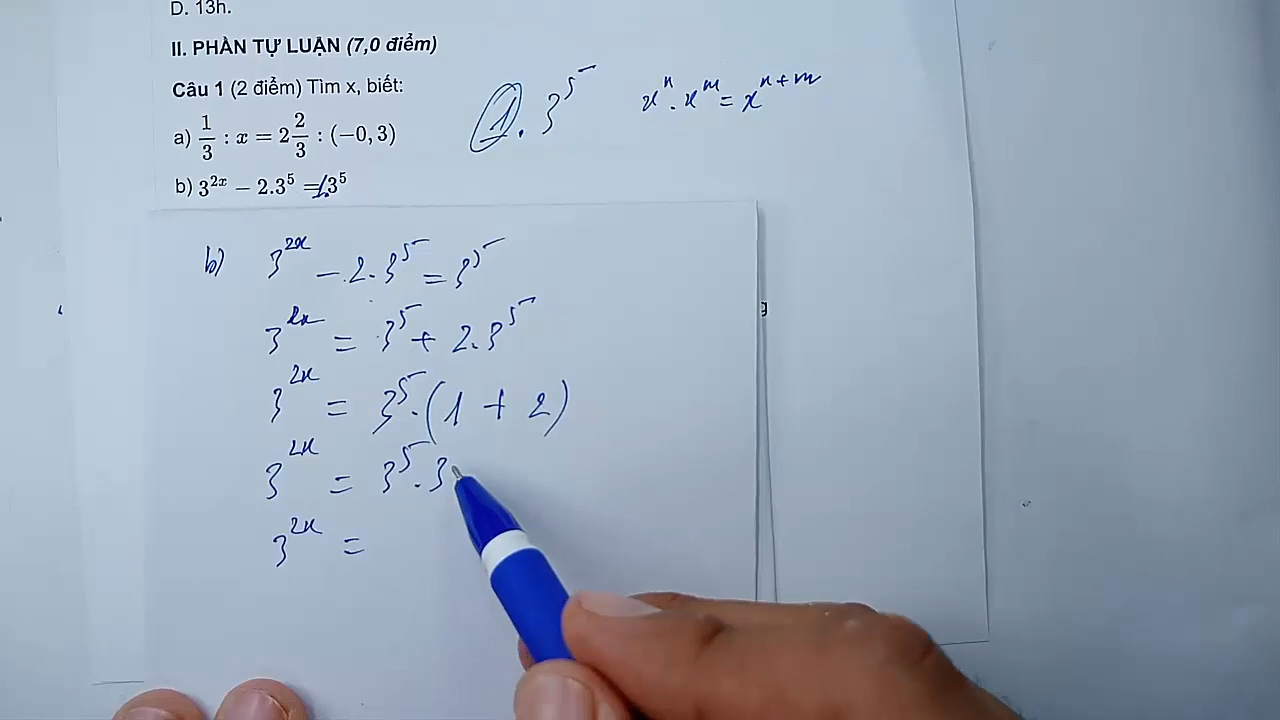 D. 13h.
II. PHẦN TỰ LUẬN (7,0 điểm)
Câu 1 (2 điểm) Tìm x, biết:
a) 1/3 : x = 2 2/3 : (−0,3)
b) 3^{2x} − 2.3^5 = 1.3^5
1 . 3^5
x^n . x^m = x^{n+m}
b) 3^{2x} − 2.3^5 = 3^5
3^{2x} = 3^5 + 2.3^5
3^{2x} = 3^5 . (1 + 2)
3^{2x} = 3^5 . 3
3^{2x} =
g